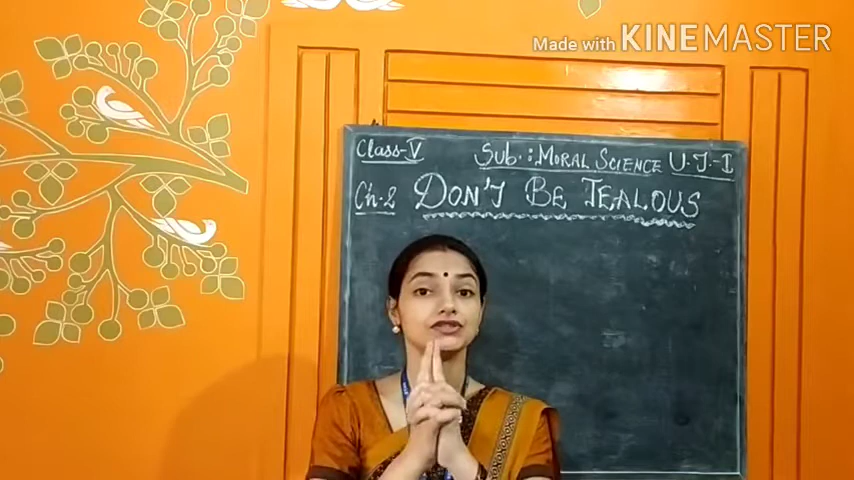 Made with KINEMASTER
Class-V Sub.: MORAL SCIENCE U.T.-I
Ch.2 DON'T BE JEALOUS